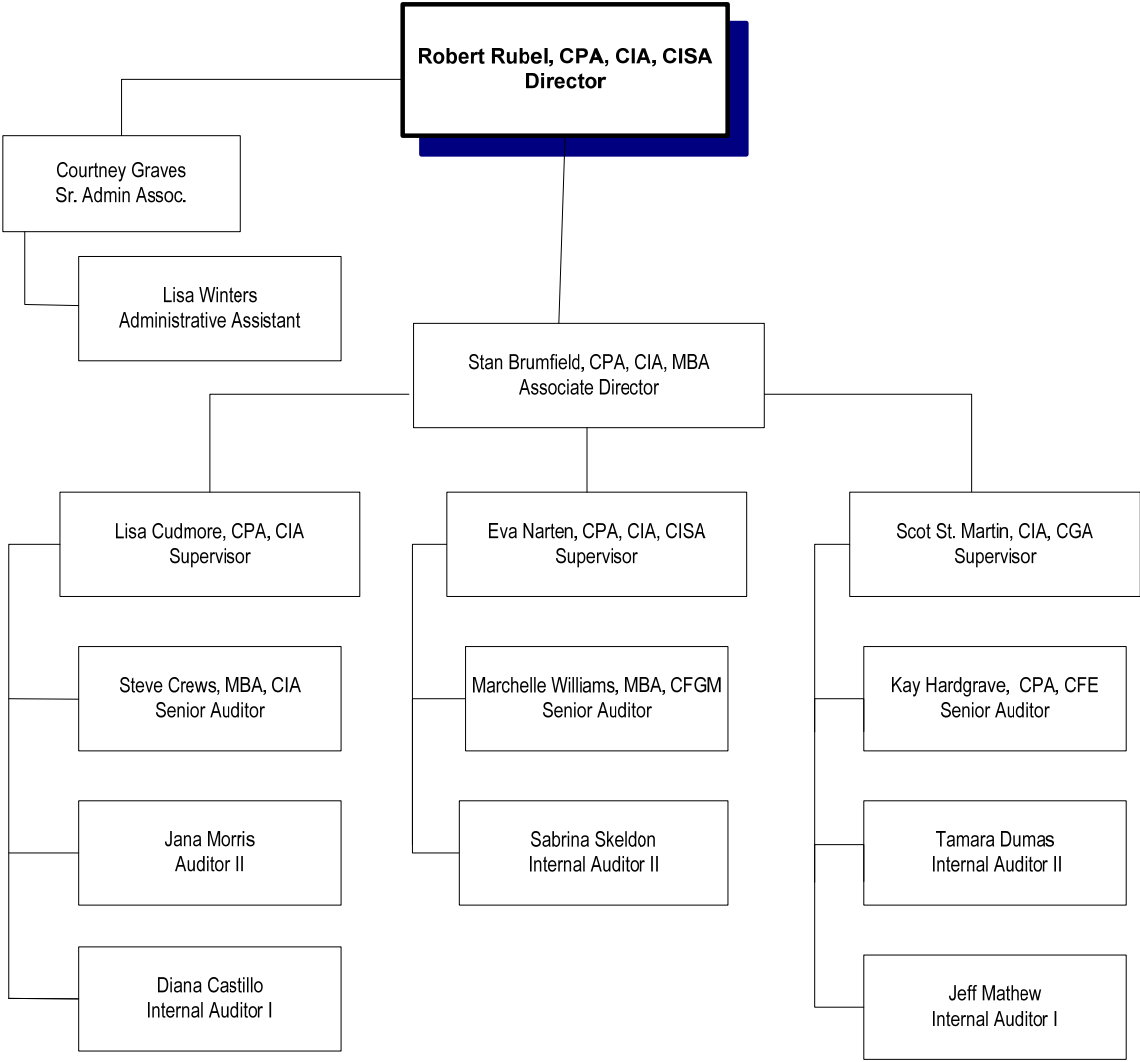 Robert Rubel, CPA, CIA, CISA
Director
Courtney Graves
Sr. Admin Assoc.
Lisa Winters
Administrative Assistant
Stan Brumfield, CPA, CIA, MBA
Associate Director
Lisa Cudmore, CPA, CIA
Supervisor
Steve Crews, MBA, CIA
Senior Auditor
Jana Morris
Auditor II
Diana Castillo
Internal Auditor I
Eva Narten, CPA, CIA, CISA
Supervisor
Marchelle Williams, MBA, CFGM
Senior Auditor
Sabrina Skeldon
Internal Auditor II
Scot St. Martin, CIA, CGA
Supervisor
Kay Hardgrave, CPA, CFE
Senior Auditor
Tamara Dumas
Internal Auditor II
Jeff Mathew
Internal Auditor I